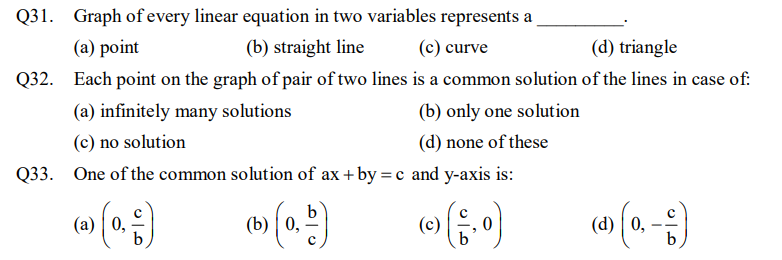 Q31. Graph of every linear equation in two variables represents a __________.
(a) point (b) straight line (c) curve (d) triangle
Q32. Each point on the graph of pair of two lines is a common solution of the lines in case of:
(a) infinitely many solutions (b) only one solution
(c) no solution (d) none of these
Q33. One of the common solution of ax + by = c and y-axis is:
(a) (0, c/b) (b) (0, b/c) (c) (c/b, 0) (d) (0, −c/b)